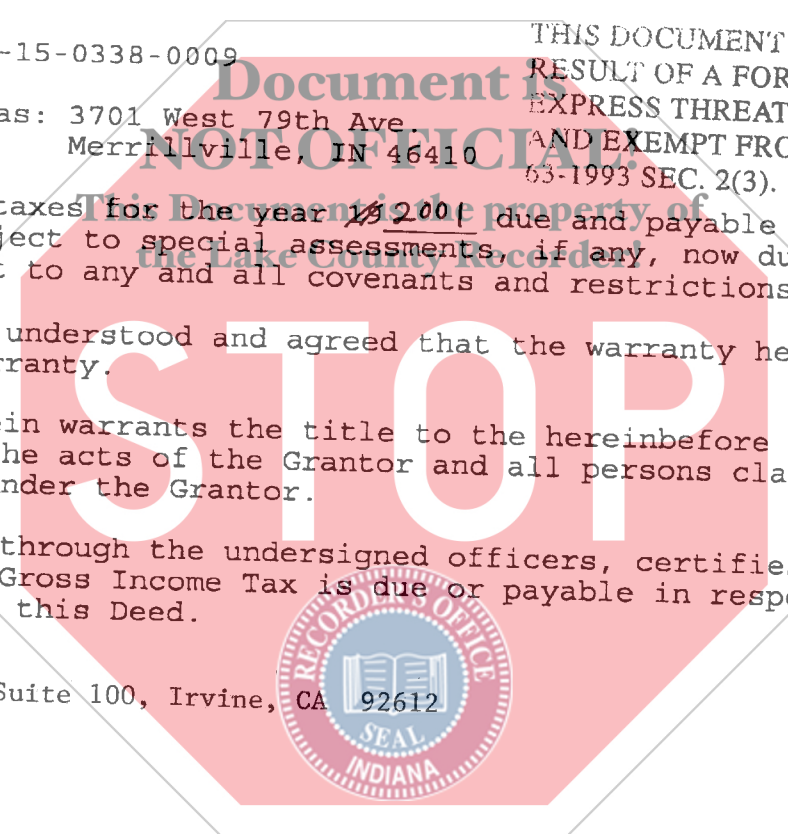 -15-0338-0009
THIS DOCUMENT
RESULT OF A FOR
EXPRESS THREAT
AND EXEMPT FRO
63-1993 SEC. 2(3).
Document is
NOT OFFICIAL!
This Document is the property of
the Lake County Recorder!
as: 3701 West 79th Ave.
Merrillville, IN 46410
taxes for the year 19 2001 due and payable
ject to special assessments, if any, now du
t to any and all covenants and restrictions
understood and agreed that the warranty he
rranty.
ein warrants the title to the hereinbefore
he acts of the Grantor and all persons cla
nder the Grantor.
STOP
through the undersigned officers, certifie
Gross Income Tax is due or payable in resp
this Deed.
Suite 100, Irvine, CA 92612
RECORDER'S OFFICE
SEAL
INDIANA